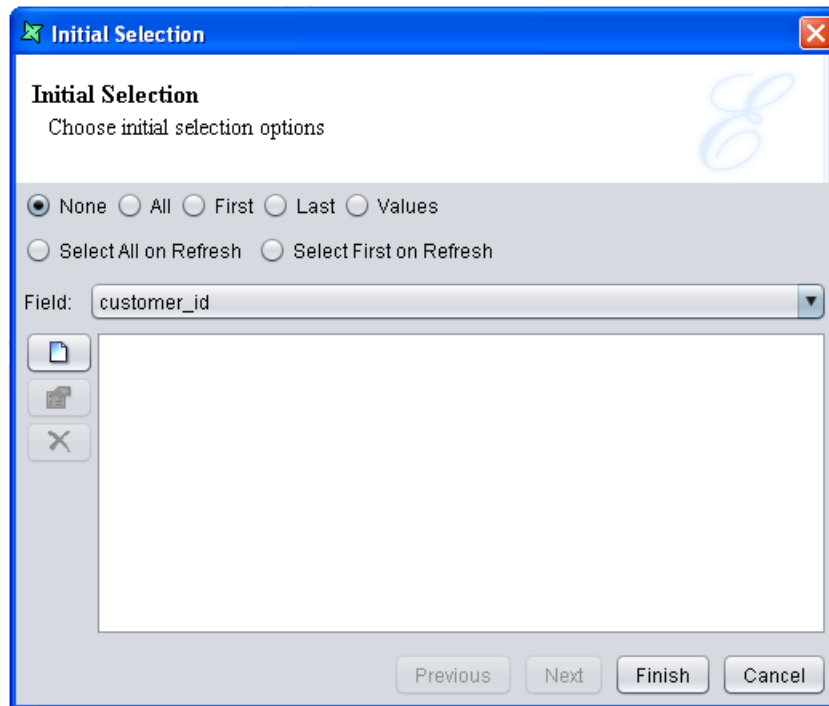 Initial Selection
Initial Selection
Choose initial selection options
None All First Last Values
Select All on Refresh Select First on Refresh
Field: customer_id
Previous Next Finish Cancel